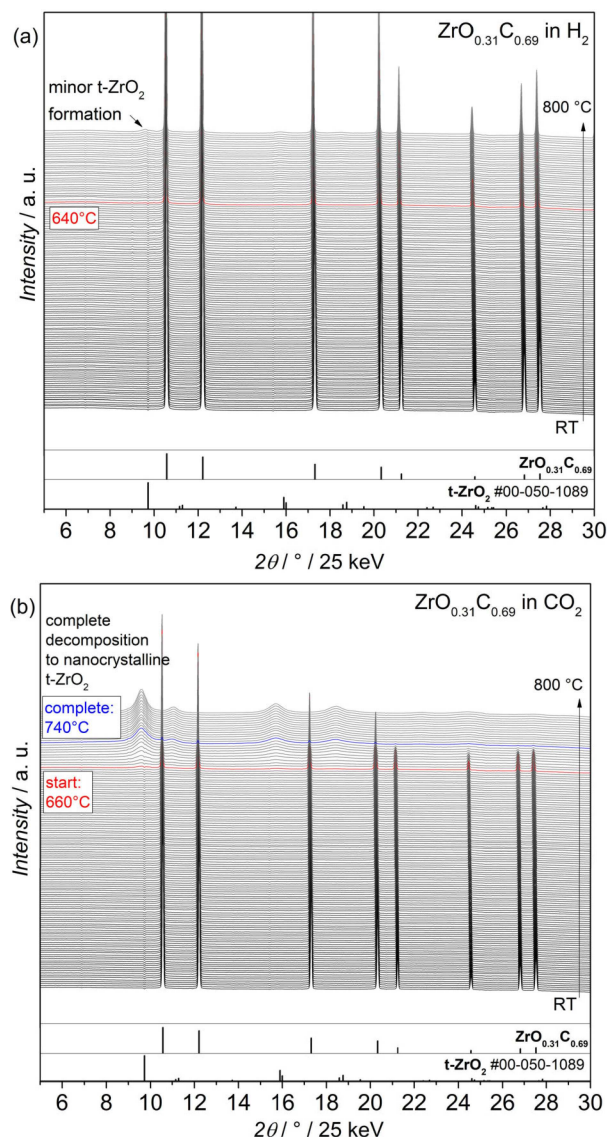 (a)
ZrO0.31C0.69 in H2
minor t-ZrO2
formation
800 °C
640°C
Intensity / a. u.
RT
ZrO0.31C0.69
t-ZrO2 #00-050-1089
6 8 10 12 14 16 18 20 22 24 26 28 30
2θ / ° / 25 keV
(b)
ZrO0.31C0.69 in CO2
complete
decomposition
to nanocrystalline
t-ZrO2
800 °C
complete:
740°C
start:
660°C
Intensity / a. u.
RT
ZrO0.31C0.69
t-ZrO2 #00-050-1089
6 8 10 12 14 16 18 20 22 24 26 28 30
2θ / ° / 25 keV